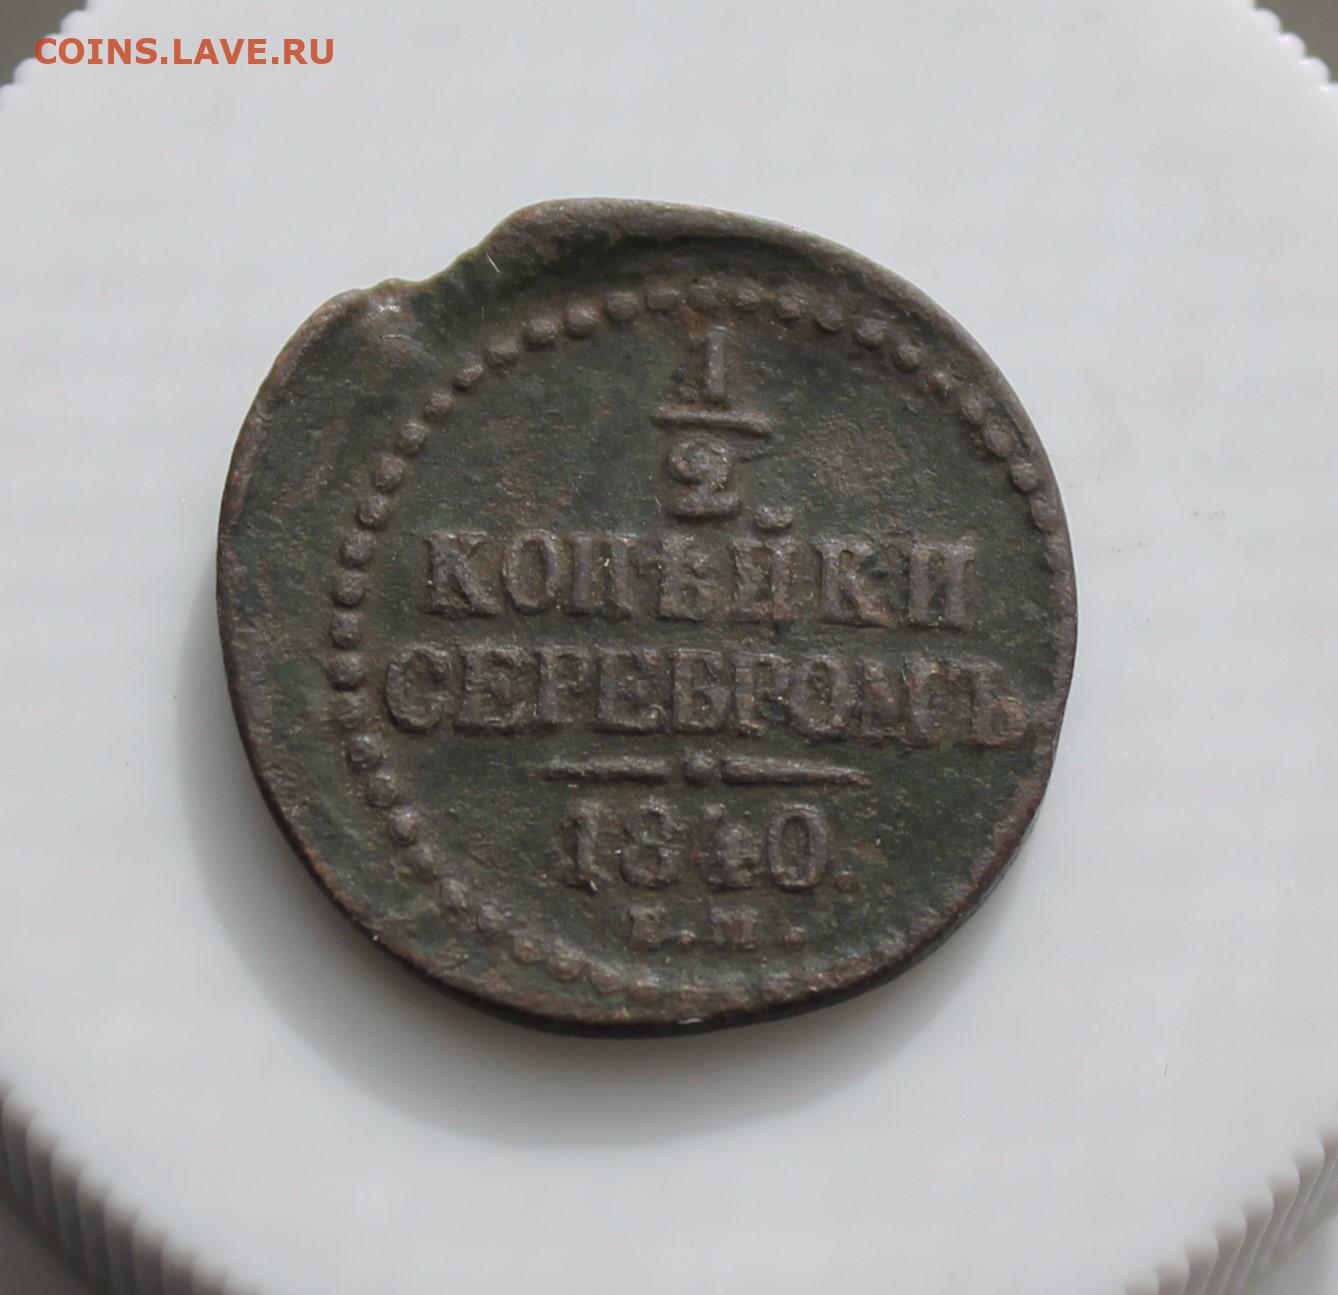 COINS.LAVE.RU
1
2
КОПѢЙКИ
СЕРЕБРОМЪ
1840.
Е.М.